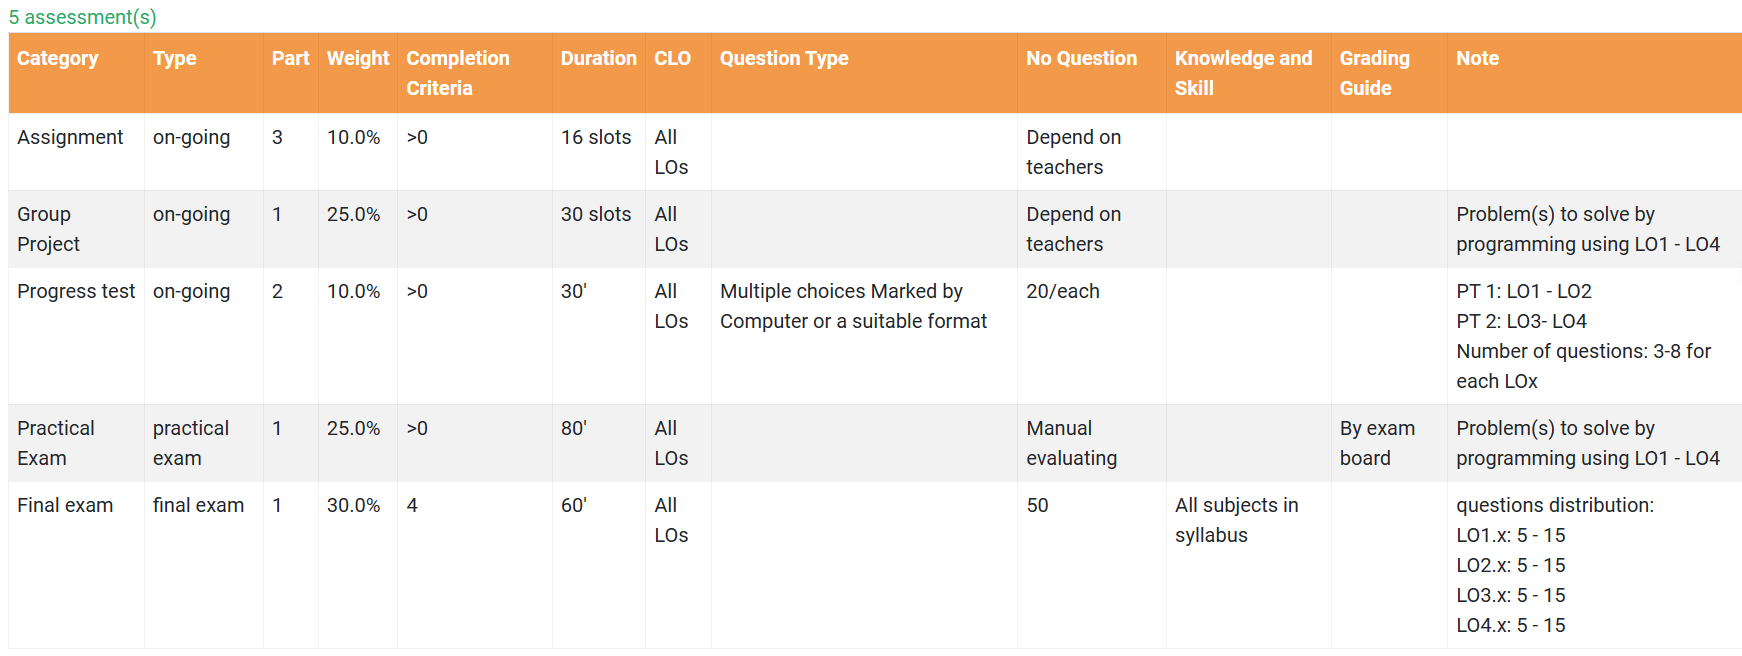 5 assessment(s)
Category Type Part Weight Completion Criteria Duration CLO Question Type No Question Knowledge and Skill Grading Guide Note
Assignment on-going 3 10.0% >0 16 slots All LOs Depend on teachers
Group Project on-going 1 25.0% >0 30 slots All LOs Depend on teachers Problem(s) to solve by programming using LO1 - LO4
Progress test on-going 2 10.0% >0 30' All LOs Multiple choices Marked by Computer or a suitable format 20/each PT 1: LO1 - LO2
PT 2: LO3- LO4
Number of questions: 3-8 for each LOx
Practical Exam practical exam 1 25.0% >0 80' All LOs Manual evaluating By exam board Problem(s) to solve by programming using LO1 - LO4
Final exam final exam 1 30.0% 4 60' All LOs 50 All subjects in syllabus questions distribution:
LO1.x: 5 - 15
LO2.x: 5 - 15
LO3.x: 5 - 15
LO4.x: 5 - 15